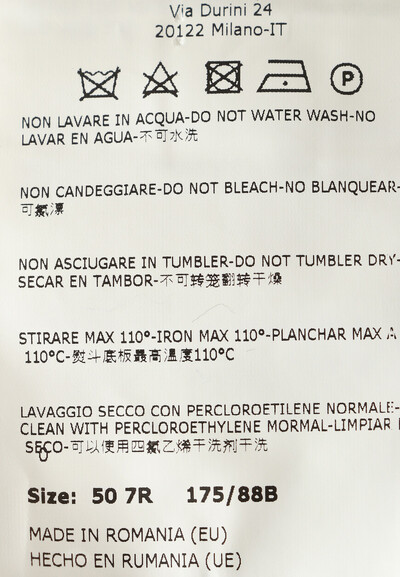 Via Durini 24
20122 Milano-IT
P
NON LAVARE IN ACQUA-DO NOT WATER WASH-NO
LAVAR EN AGUA-不可水洗
NON CANDEGGIARE-DO NOT BLEACH-NO BLANQUEAR-
可氯漂
NON ASCIUGARE IN TUMBLER-DO NOT TUMBLER DRY-
SECAR EN TAMBOR-不可转笼翻转干燥
STIRARE MAX 110°-IRON MAX 110°-PLANCHAR MAX A
110°C-熨斗底板最高温度110°C
LAVAGGIO SECCO CON PERCLOROETILENE NORMALE-
CLEAN WITH PERCLOROETHYLENE MORMAL-LIMPIAR
SECO-可以使用四氯乙烯干洗剂干洗
Size: 50 7R 175/88B
MADE IN ROMANIA (EU)
HECHO EN RUMANIA (UE)